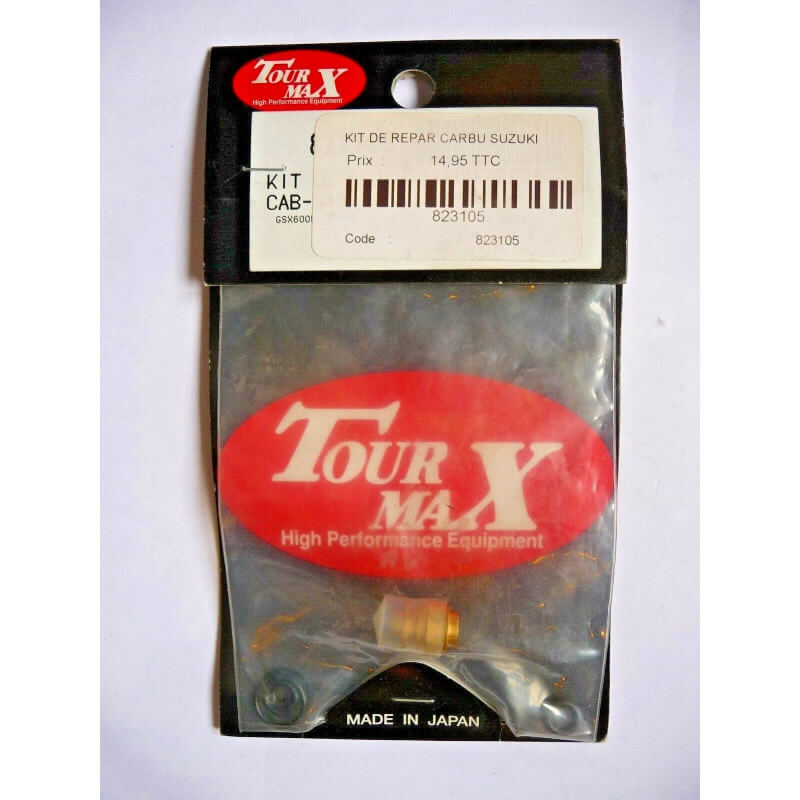 TOUR MAX
High Performance Equipment
KIT DE REPAR CARBU SUZUKI
Prix : 14,95 TTC
823105
Code : 823105
KIT
CAB-
GSX600
TOUR
MAX
High Performance Equipment
MADE IN JAPAN